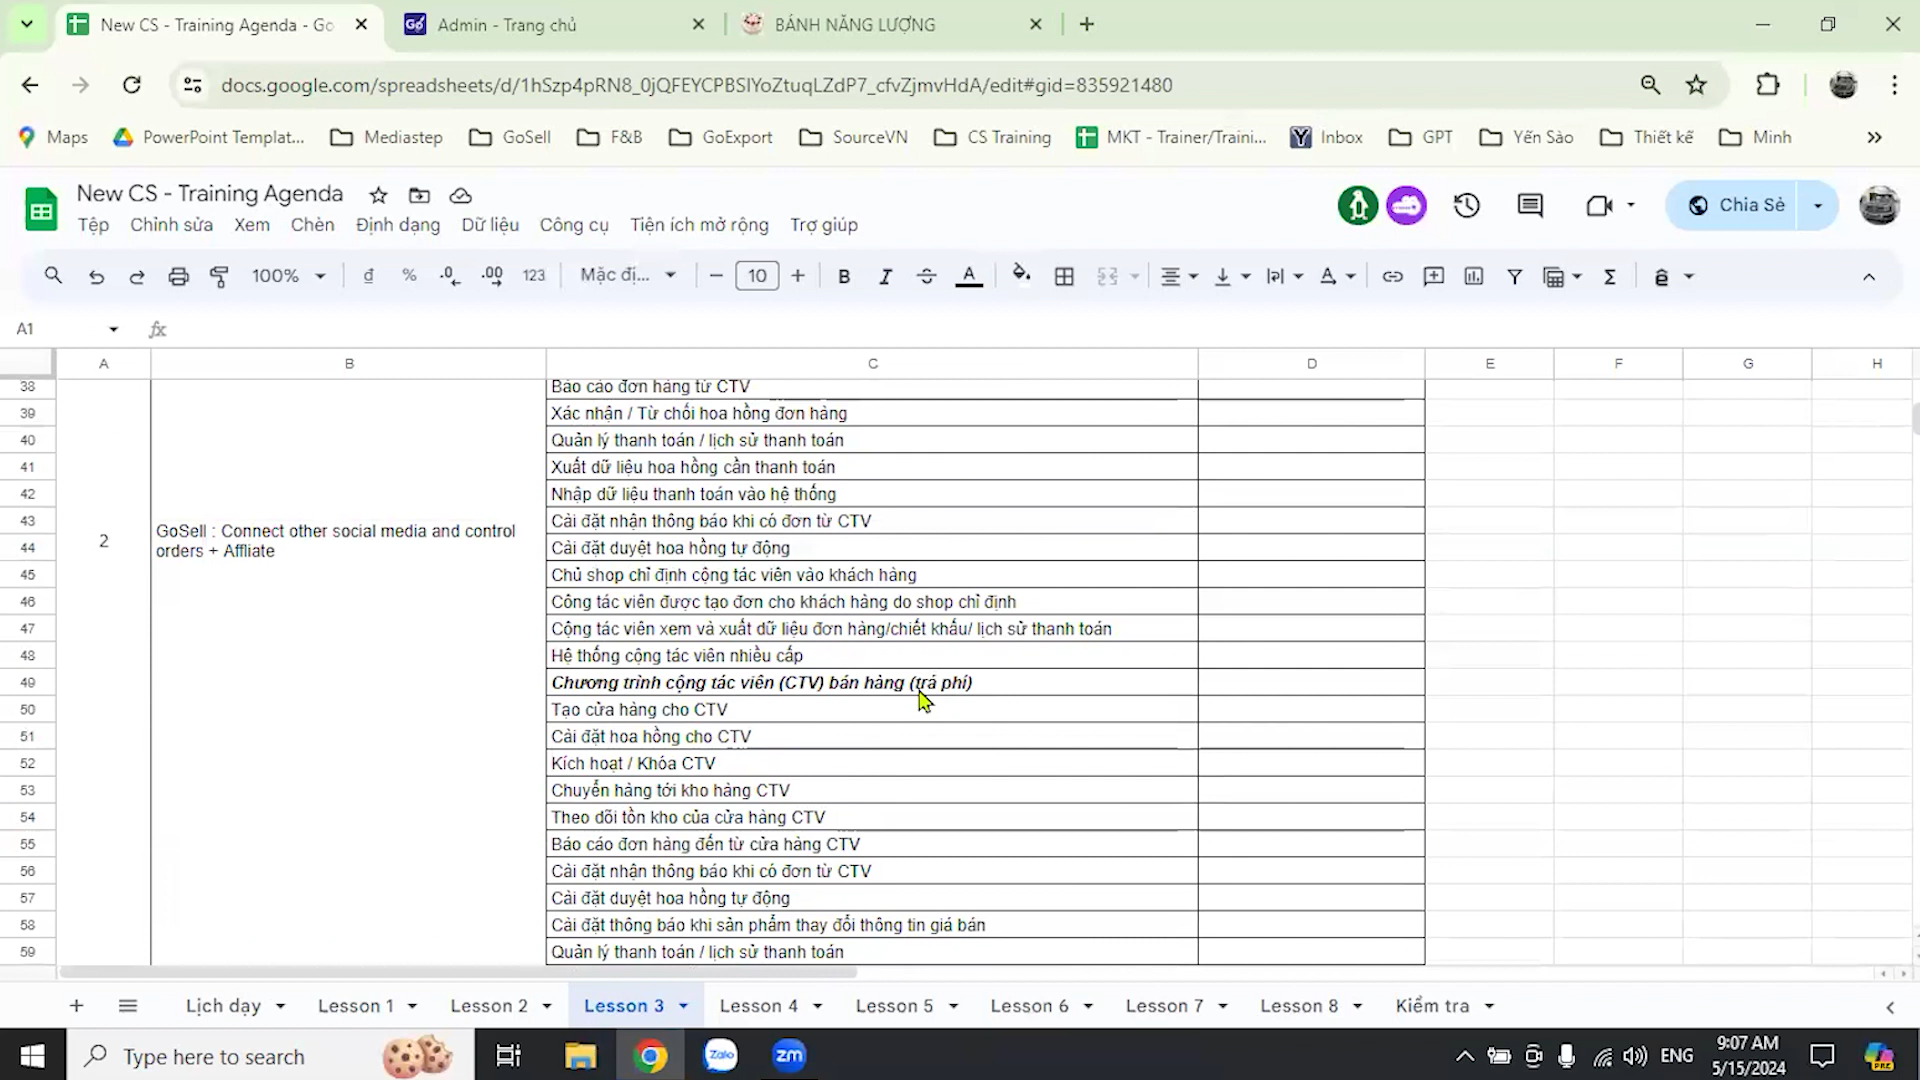 New CS - Training Agenda - Go
Admin - Trang chủ
BÁNH NĂNG LƯỢNG
docs.google.com/spreadsheets/d/1hSzp4pRN8_0jQFEYCPBSIYoZtuqLZdP7_cfvZjmvHdA/edit#gid=835921480
Maps
PowerPoint Templat...
Mediastep
GoSell
F&B
GoExport
SourceVN
CS Training
MKT - Trainer/Traini...
Inbox
GPT
Yến Sào
Thiết kế
Minh
New CS - Training Agenda
Tệp Chỉnh sửa Xem Chèn Định dạng Dữ liệu Công cụ Tiện ích mở rộng Trợ giúp
Chia Sẻ
100% đ % .0 .00 123 Mặc đị... 10 B I A
A1
A B C D E F G H
38 Báo cáo đơn hàng từ CTV
39 Xác nhận / Từ chối hoa hồng đơn hàng
40 Quản lý thanh toán / lịch sử thanh toán
41 Xuất dữ liệu hoa hồng cần thanh toán
42 Nhập dữ liệu thanh toán vào hệ thống
43 Cài đặt nhận thông báo khi có đơn từ CTV
2 GoSell : Connect other social media and control
orders + Affliate
44 Cài đặt duyệt hoa hồng tự động
45 Chủ shop chỉ định cộng tác viên vào khách hàng
46 Cộng tác viên được tạo đơn cho khách hàng do shop chỉ định
47 Cộng tác viên xem và xuất dữ liệu đơn hàng/chiết khấu/ lịch sử thanh toán
48 Hệ thống cộng tác viên nhiều cấp
49 Chương trình cộng tác viên (CTV) bán hàng (trả phí)
50 Tạo cửa hàng cho CTV
51 Cài đặt hoa hồng cho CTV
52 Kích hoạt / Khóa CTV
53 Chuyển hàng tới kho hàng CTV
54 Theo dõi tồn kho của cửa hàng CTV
55 Báo cáo đơn hàng đến từ cửa hàng CTV
56 Cài đặt nhận thông báo khi có đơn từ CTV
57 Cài đặt duyệt hoa hồng tự động
58 Cài đặt thông báo khi sản phẩm thay đổi thông tin giá bán
59 Quản lý thanh toán / lịch sử thanh toán
Lịch dạy Lesson 1 Lesson 2 Lesson 3 Lesson 4 Lesson 5 Lesson 6 Lesson 7 Lesson 8 Kiểm tra
Type here to search
Zalo
zm
ENG
9:07 AM
5/15/2024
PRE